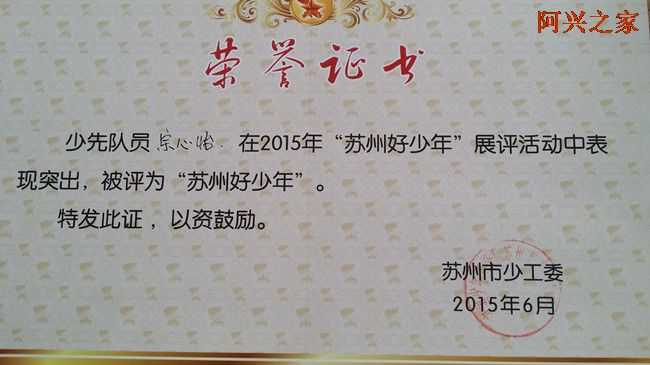 阿兴之家
荣誉证书
少先队员 宗心怡 在2015年“苏州好少年”展评活动中表
现突出，被评为“苏州好少年”。
特发此证，以资鼓励。
苏州市少工委
2015年6月